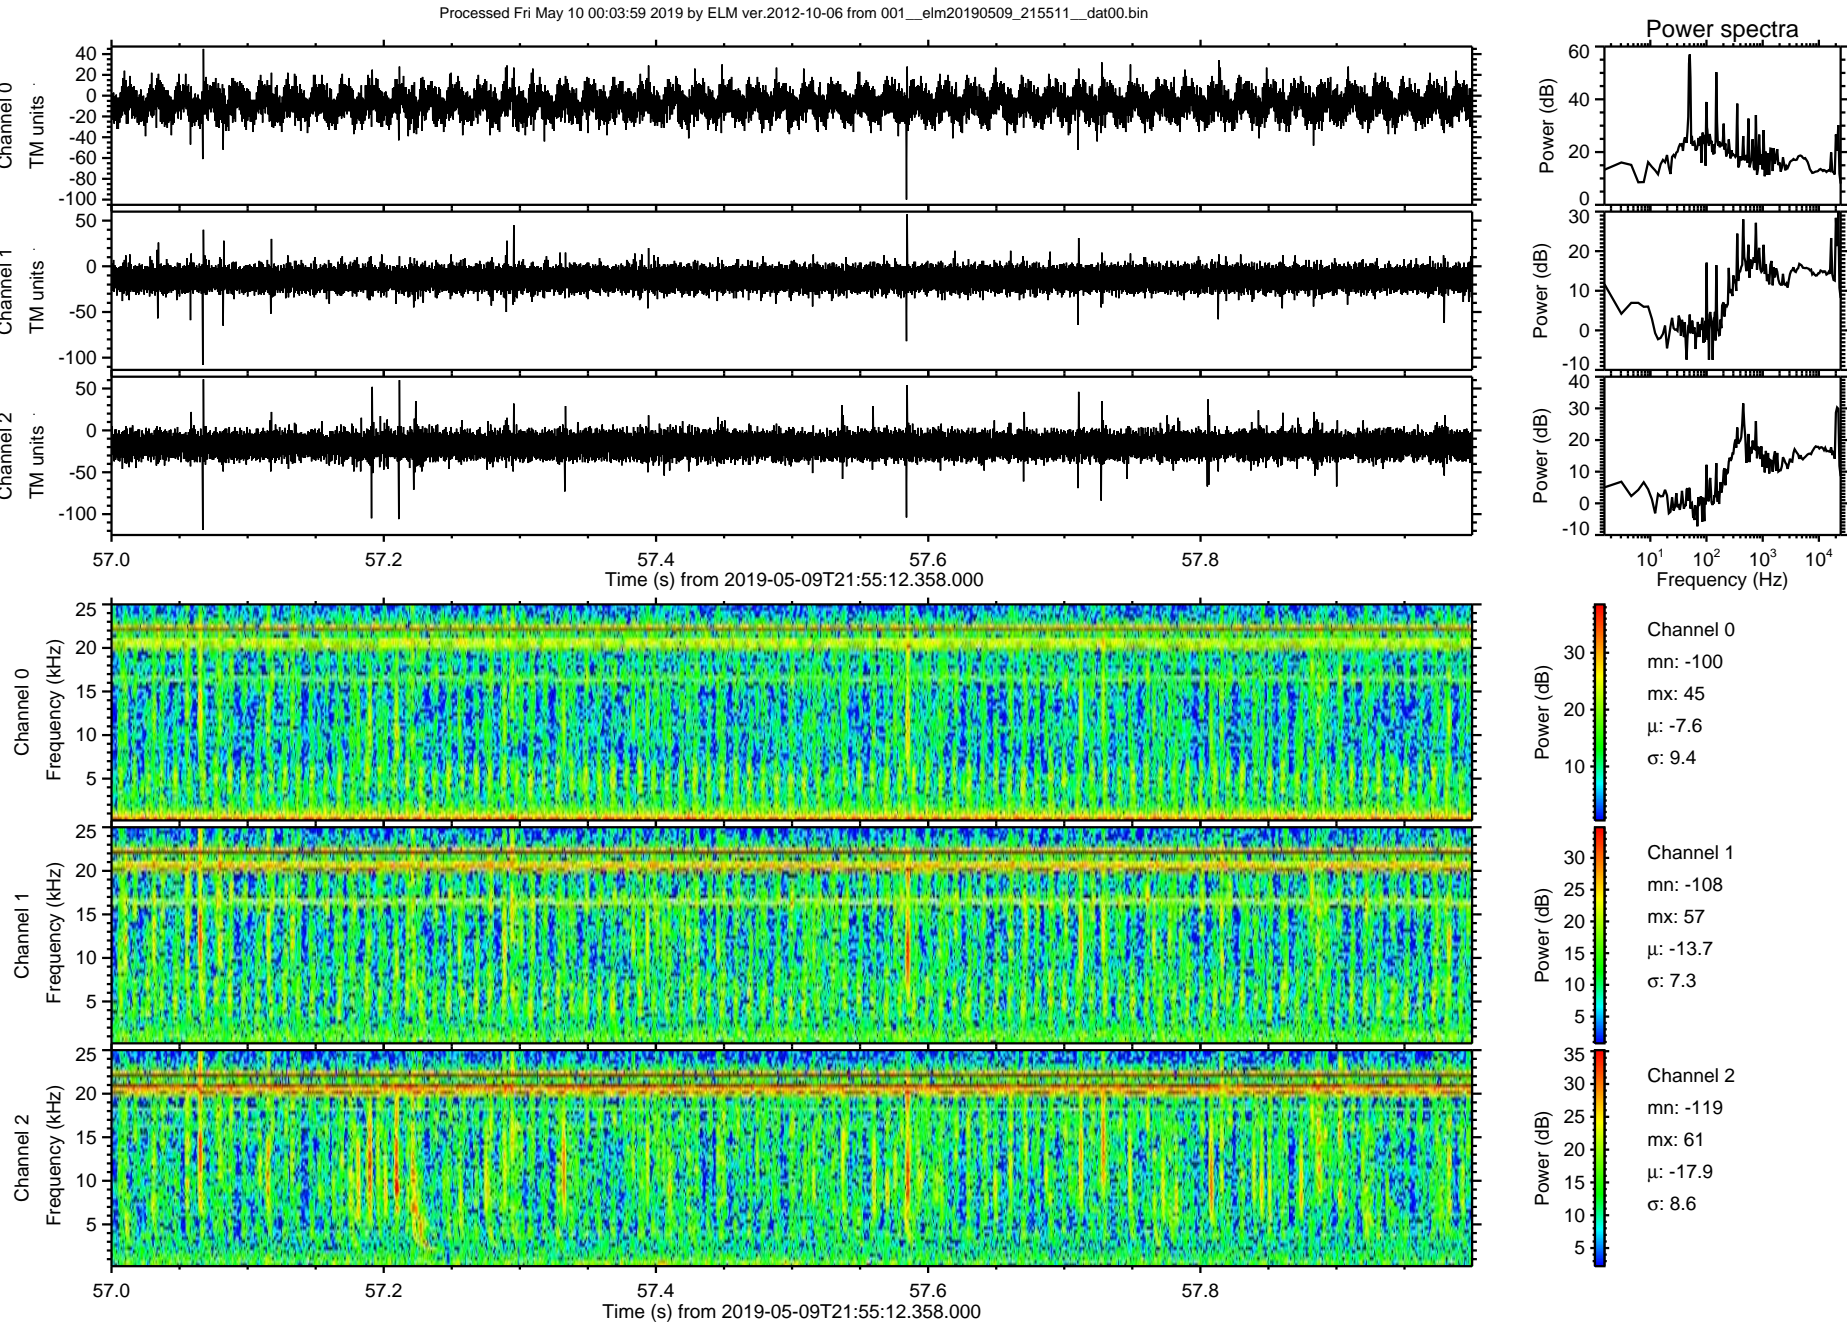 Processed Fri May 10 00:03:59 2019 by ELM ver.2012-10-06 from 001__elm20190509_215511__dat00.bin
Power spectra
Channel 0
TM units
40
20
0
-20
-40
-60
-80
-100
Power (dB)
60
40
20
0
Channel 1
TM units
50
0
-50
-100
Power (dB)
30
20
10
0
-10
Channel 2
TM units
50
0
-50
-100
Power (dB)
40
30
20
10
0
-10
57.0 57.2 57.4 57.6 57.8
Time (s) from 2019-05-09T21:55:12.358.000
10^1 10^2 10^3 10^4
Frequency (Hz)
Channel 0
Frequency (kHz)
25
20
15
10
5
Power (dB)
30
20
10
Channel 0
mn: -100
mx: 45
μ: -7.6
σ: 9.4
Channel 1
Frequency (kHz)
25
20
15
10
5
Power (dB)
30
25
20
15
10
5
Channel 1
mn: -108
mx: 57
μ: -13.7
σ: 7.3
Channel 2
Frequency (kHz)
25
20
15
10
5
Power (dB)
35
30
25
20
15
10
5
Channel 2
mn: -119
mx: 61
μ: -17.9
σ: 8.6
57.0 57.2 57.4 57.6 57.8
Time (s) from 2019-05-09T21:55:12.358.000